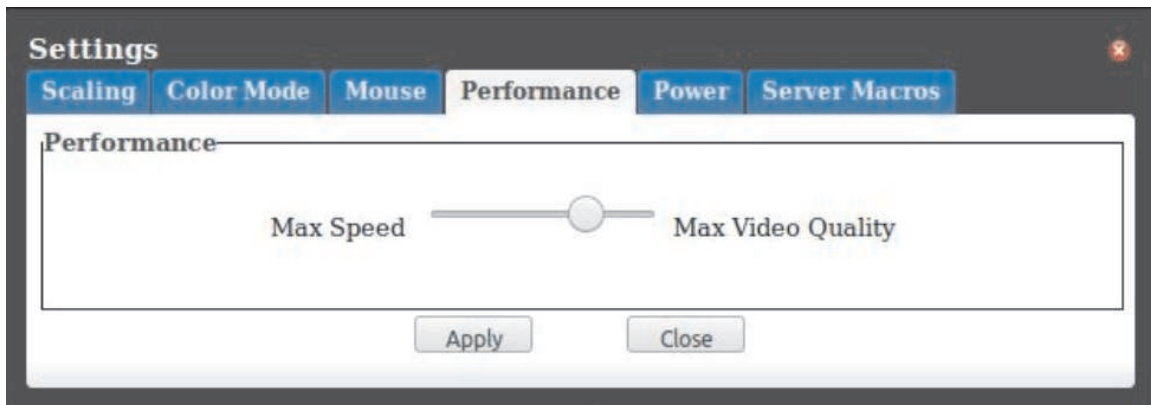 Settings
Scaling Color Mode Mouse Performance Power Server Macros
Performance
Max Speed Max Video Quality
Apply Close